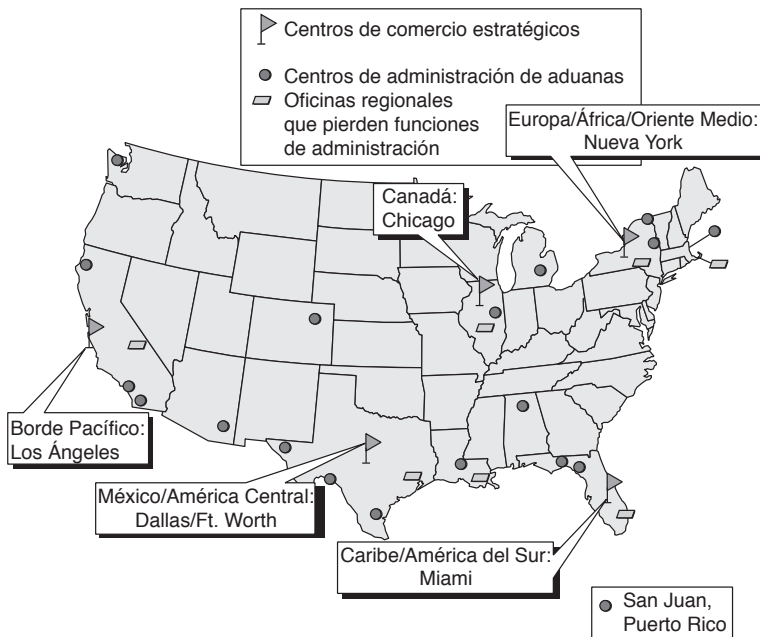 Centros de comercio estratégicos
Centros de administración de aduanas
Oficinas regionales
que pierden funciones
de administración
Europa/África/Oriente Medio:
Nueva York
Canadá:
Chicago
Borde Pacífico:
Los Ángeles
México/América Central:
Dallas/Ft. Worth
Caribe/América del Sur:
Miami
San Juan,
Puerto Rico